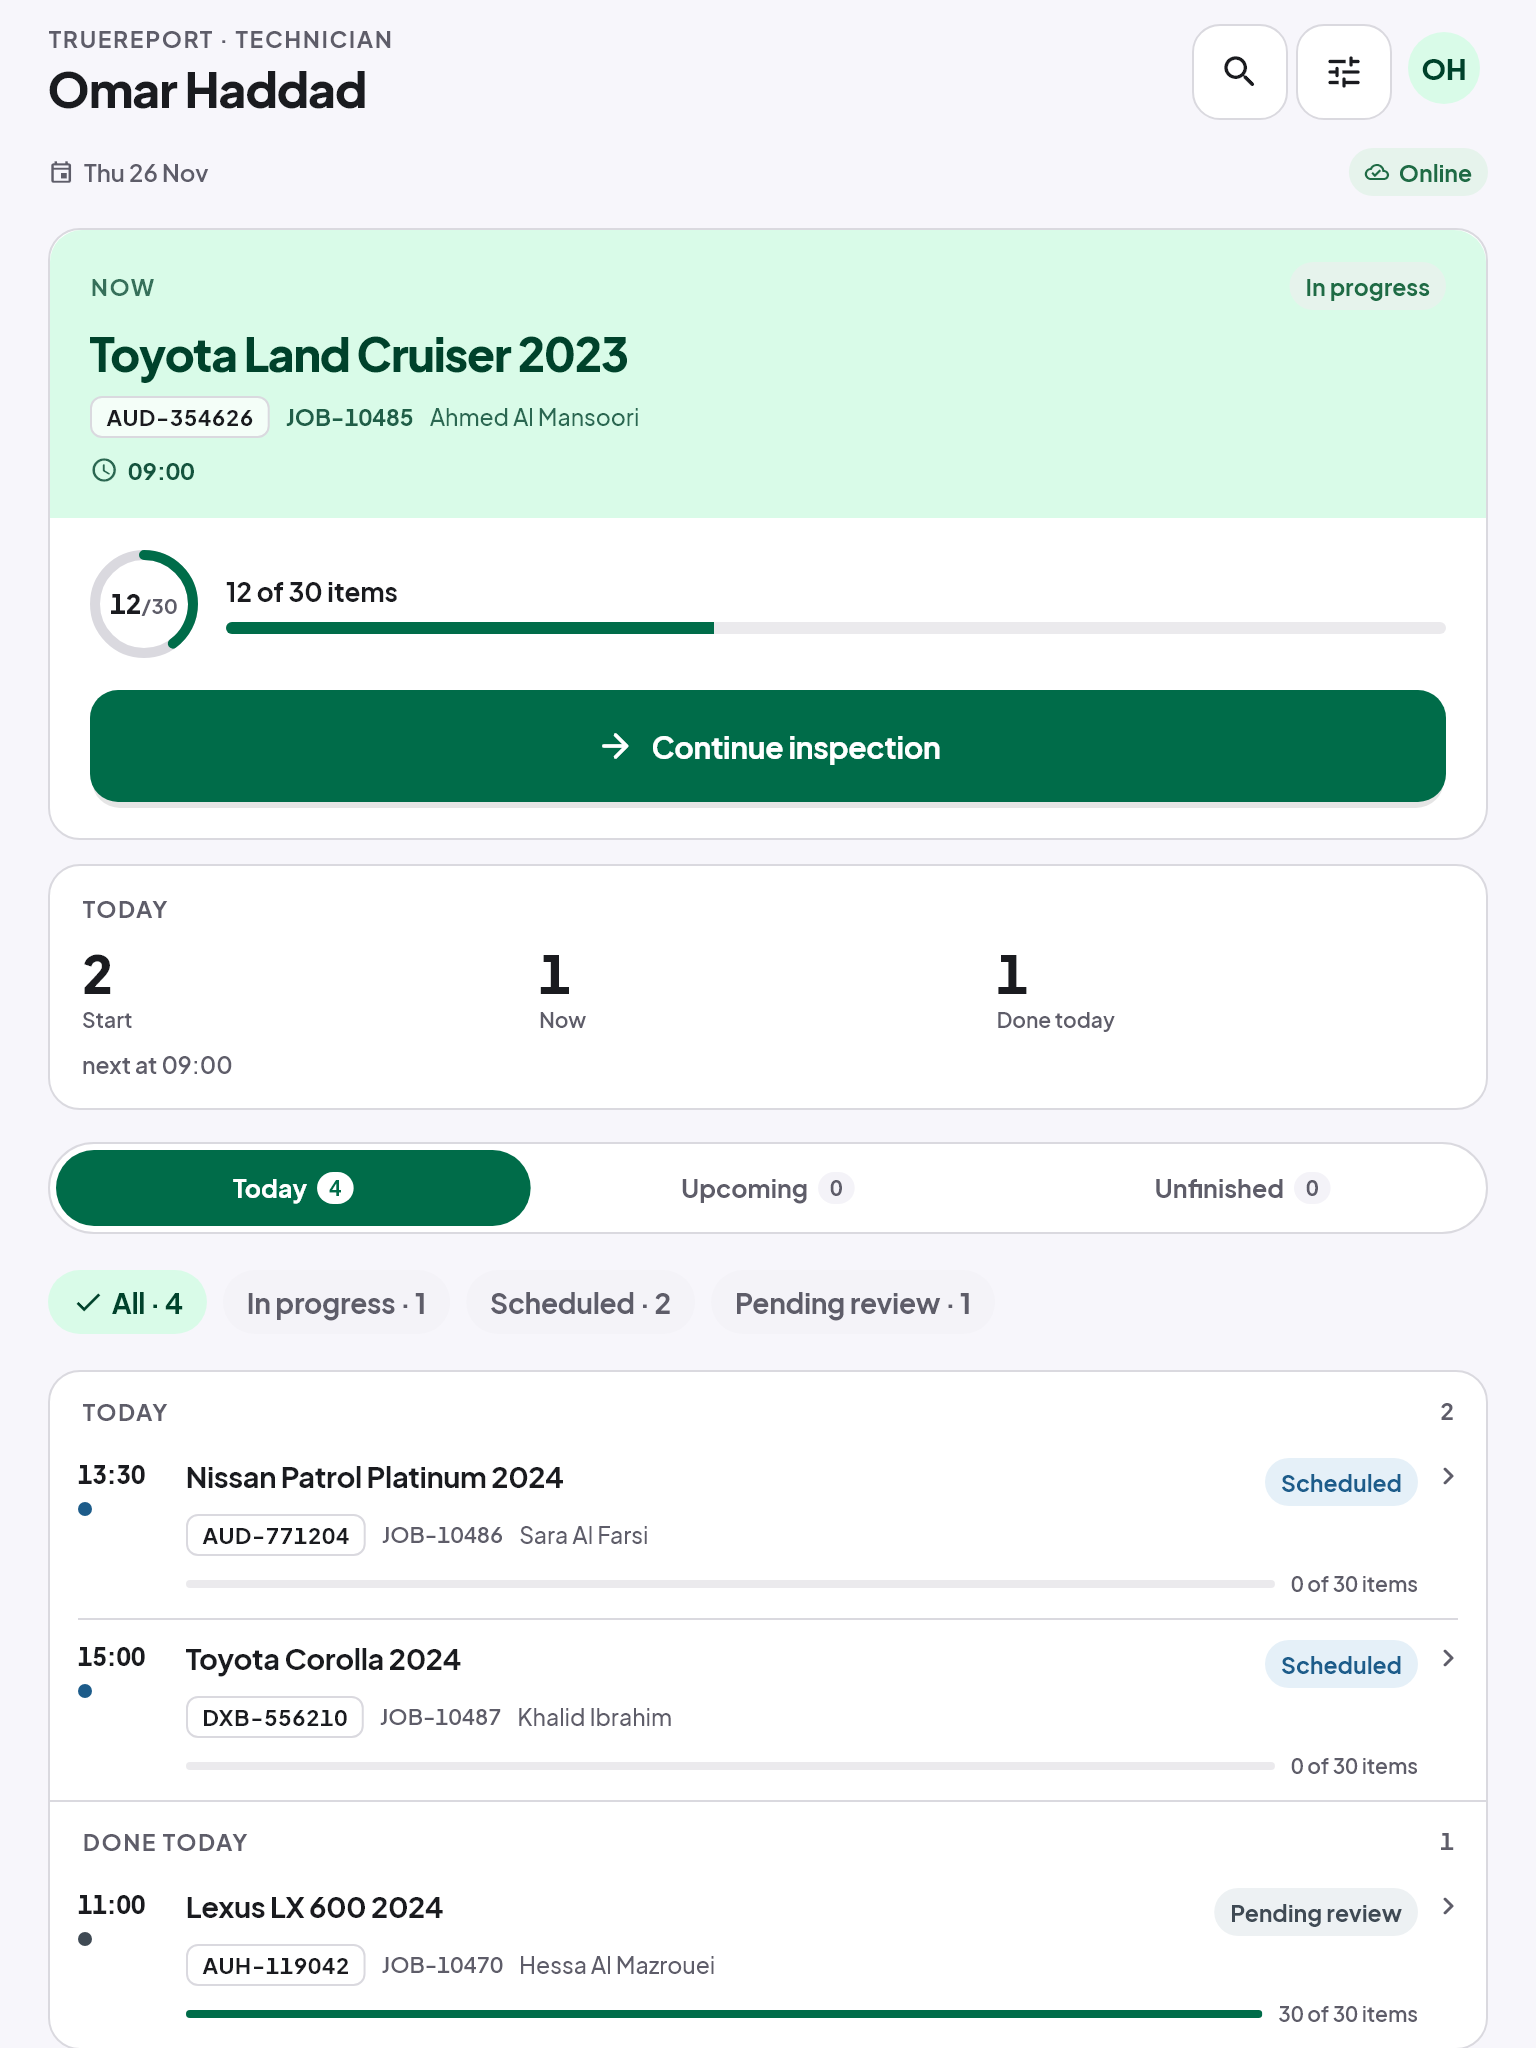 TRUEREPORT · TECHNICIAN
Omar Haddad
OH
Thu 26 Nov
Online
NOW
In progress
Toyota Land Cruiser 2023
AUD-354626 JOB-10485 Ahmed Al Mansoori
09:00
12/30
12 of 30 items
Continue inspection
TODAY
2 1 1
Start Now Done today
next at 09:00
Today 4 Upcoming 0 Unfinished 0
All · 4 In progress · 1 Scheduled · 2 Pending review · 1
TODAY 2
13:30 Nissan Patrol Platinum 2024 Scheduled
AUD-771204 JOB-10486 Sara Al Farsi
0 of 30 items
15:00 Toyota Corolla 2024 Scheduled
DXB-556210 JOB-10487 Khalid Ibrahim
0 of 30 items
DONE TODAY 1
11:00 Lexus LX 600 2024 Pending review
AUH-119042 JOB-10470 Hessa Al Mazrouei
30 of 30 items